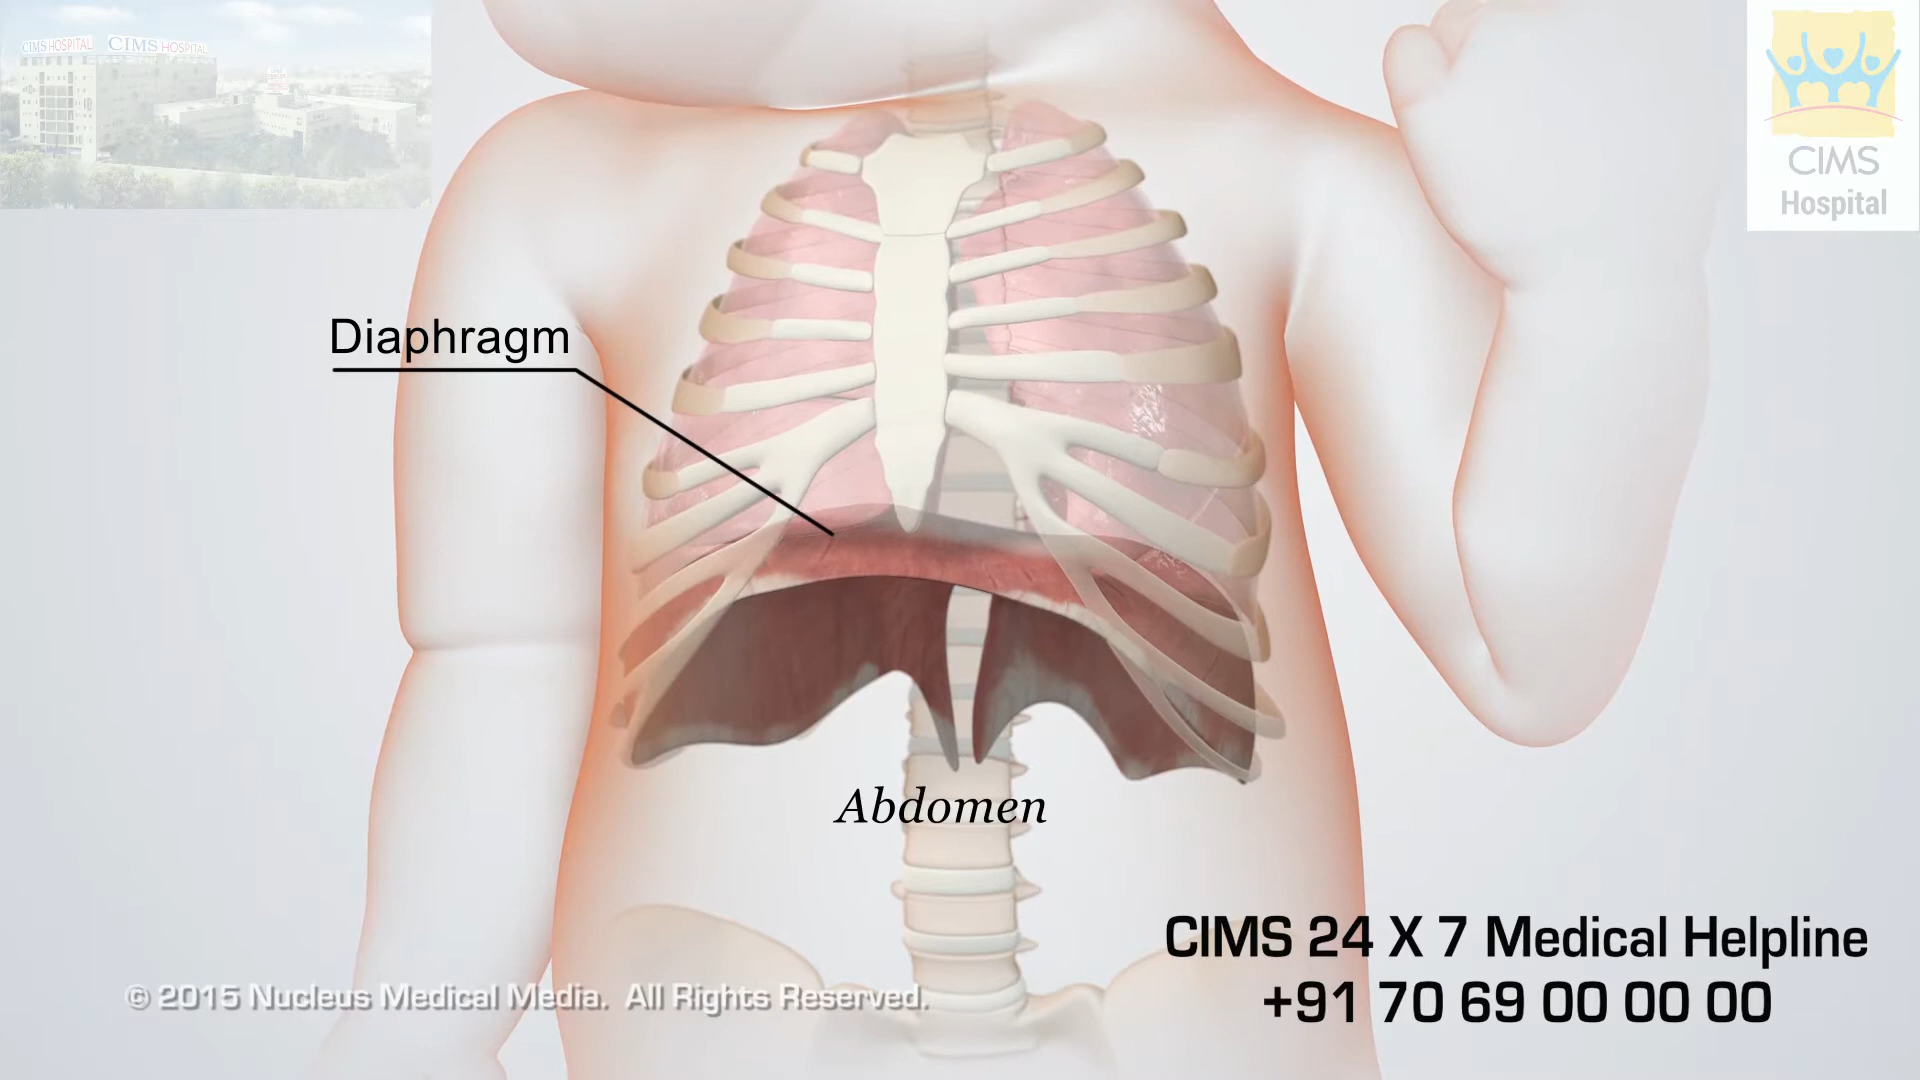 CIMS HOSPITAL CIMS HOSPITAL
CIMS
Hospital
Diaphragm
Abdomen
CIMS 24 X 7 Medical Helpline
+91 70 69 00 00 00
© 2015 Nucleus Medical Media. All Rights Reserved.